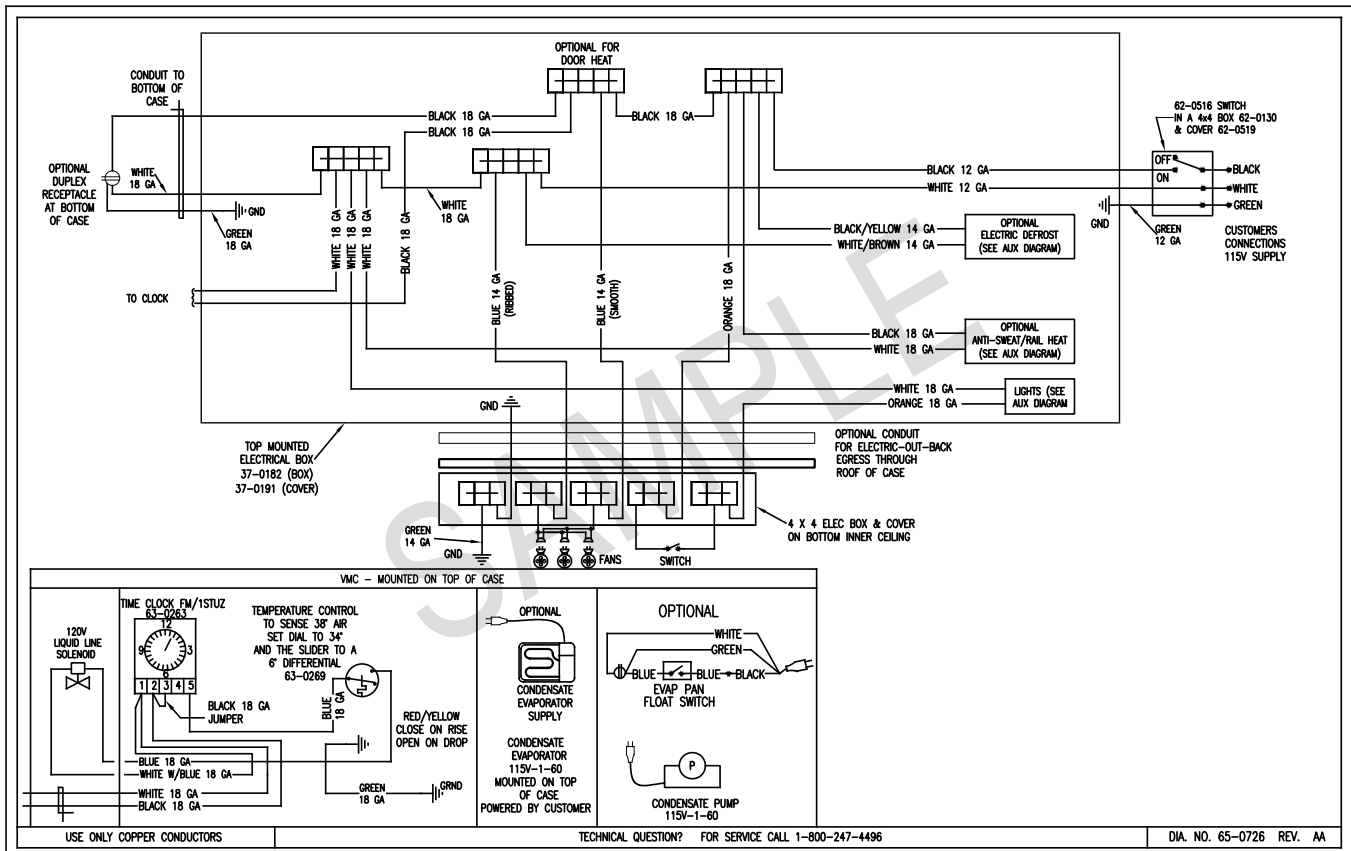 OPTIONAL FOR
DOOR HEAT
CONDUIT TO
BOTTOM OF
CASE
BLACK 18 GA
BLACK 18 GA
BLACK 18 GA
62-0516 SWITCH
IN A 4x4 BOX 62-0130
& COVER 62-0519
OPTIONAL
DUPLEX
RECEPTACLE
AT BOTTOM
OF CASE
WHITE
18 GA
GND
GREEN
18 GA
WHITE 18 GA
WHITE 18 GA
WHITE 18 GA
BLACK 18 GA
WHITE
18 GA
BLACK 12 GA
WHITE 12 GA
OFF
ON
BLACK
WHITE
GREEN
GND
GREEN
12 GA
CUSTOMERS
CONNECTIONS
115V SUPPLY
BLACK/YELLOW 14 GA
WHITE/BROWN 14 GA
OPTIONAL
ELECTRIC DEFROST
(SEE AUX DIAGRAM)
TO CLOCK
BLUE 14 GA
(RIBBED)
BLUE 14 GA
(SMOOTH)
ORANGE 18 GA
BLACK 18 GA
WHITE 18 GA
OPTIONAL
ANTI-SWEAT/RAIL HEAT
(SEE AUX DIAGRAM)
WHITE 18 GA
ORANGE 18 GA
LIGHTS (SEE
AUX DIAGRAM
GND
TOP MOUNTED
ELECTRICAL BOX
37-0182 (BOX)
37-0191 (COVER)
OPTIONAL CONDUIT
FOR ELECTRIC-OUT-BACK
EGRESS THROUGH
ROOF OF CASE
GREEN
14 GA
GND
FANS
SWITCH
4 X 4 ELEC BOX & COVER
ON BOTTOM INNER CEILING
SAMPLE
VMC - MOUNTED ON TOP OF CASE
120V
LIQUID LINE
SOLENOID
TIME CLOCK FM/1STUZ
63-0263
12
9
3
6
1 2 3 4 5
TEMPERATURE CONTROL
TO SENSE 38° AIR
SET DIAL TO 34°
AND THE SLIDER TO A
6° DIFFERENTIAL
63-0269
BLACK 18 GA
JUMPER
BLUE
18 GA
RED/YELLOW
CLOSE ON RISE
OPEN ON DROP
BLUE 18 GA
WHITE W/BLUE 18 GA
WHITE 18 GA
BLACK 18 GA
GREEN
18 GA
GRND
OPTIONAL
CONDENSATE
EVAPORATOR
SUPPLY
CONDENSATE
EVAPORATOR
115V-1-60
MOUNTED ON TOP
OF CASE
POWERED BY CUSTOMER
OPTIONAL
WHITE
GREEN
BLUE
BLUE
BLACK
EVAP PAN
FLOAT SWITCH
P
CONDENSATE PUMP
115V-1-60
USE ONLY COPPER CONDUCTORS
TECHNICAL QUESTION? FOR SERVICE CALL 1-800-247-4496
DIA. NO. 65-0726 REV. AA